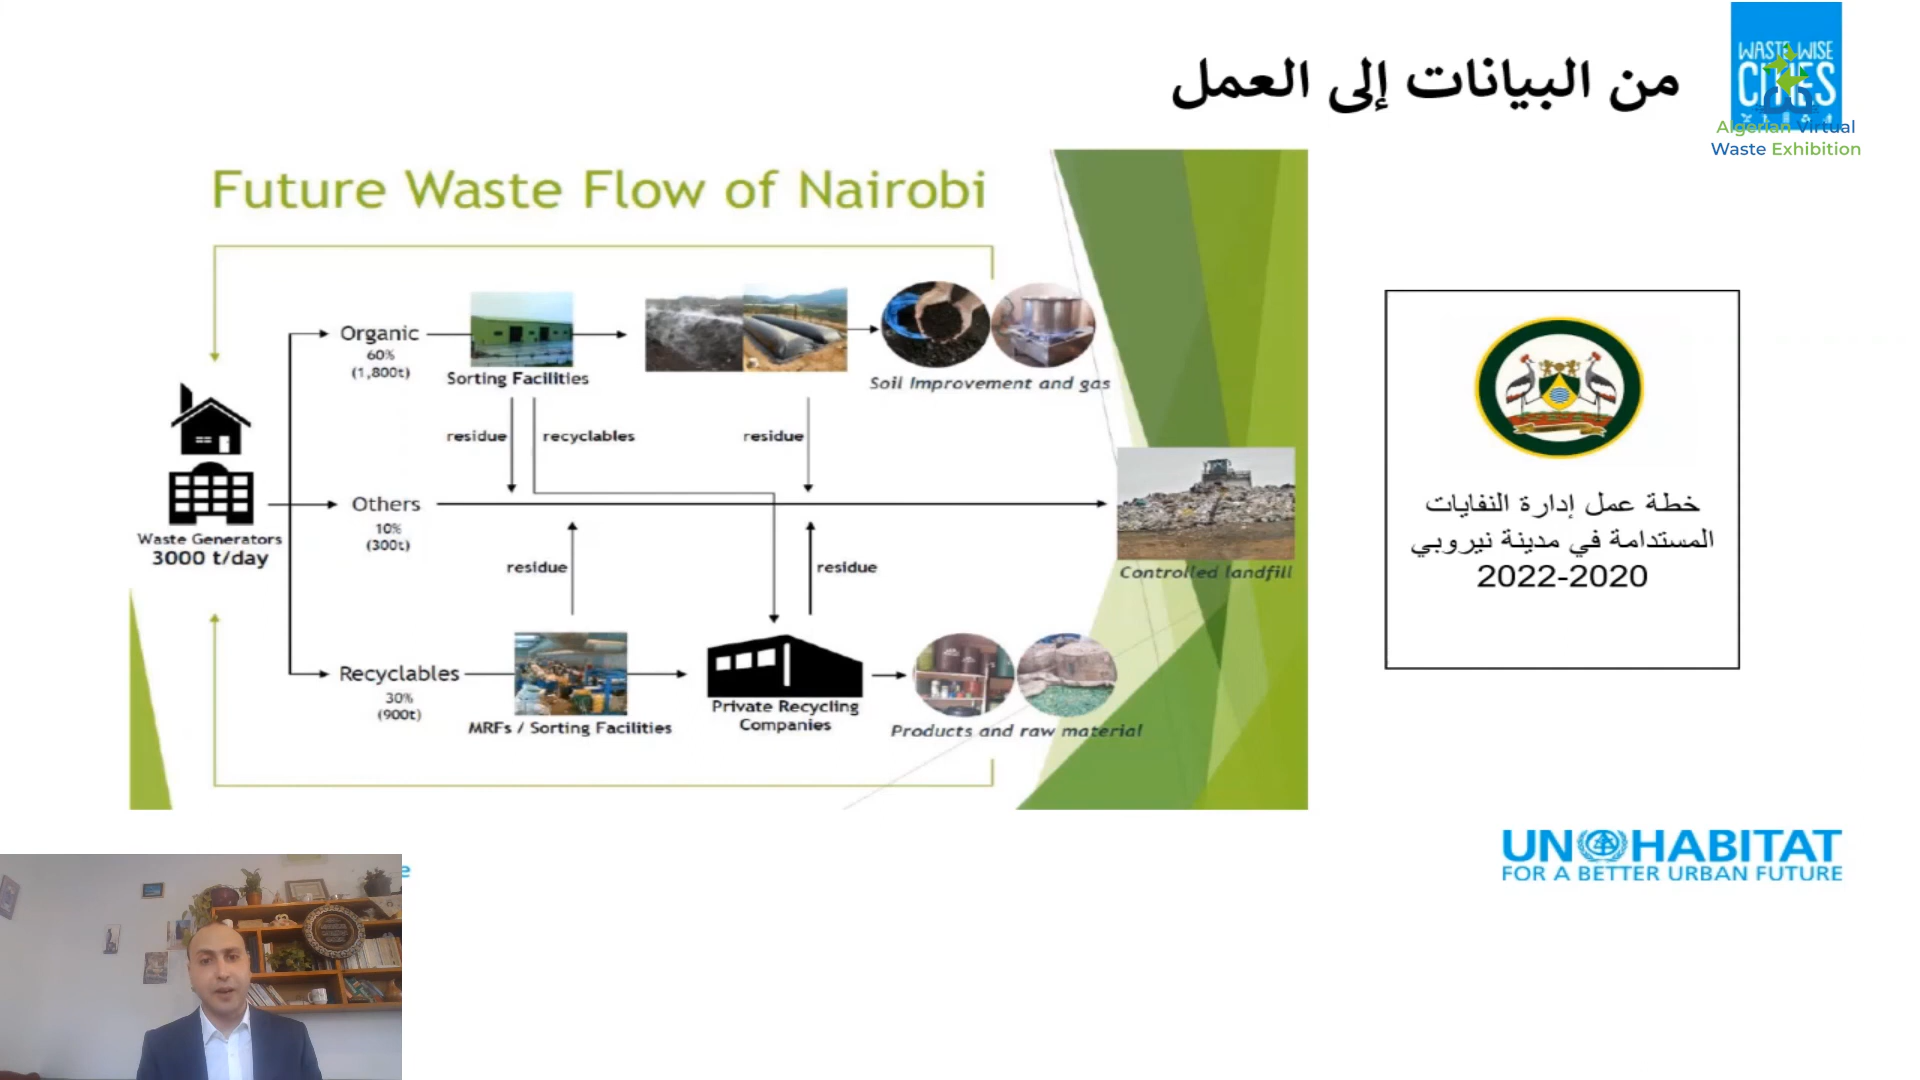 من البيانات إلى العمل
WASTE WISE
CITIES
Algerian Virtual
Waste Exhibition
Future Waste Flow of Nairobi
Organic
60%
(1,800t)
Sorting Facilities
Soil Improvement and gas
residue
recyclables
residue
Waste Generators
3000 t/day
Others
10%
(300t)
residue
residue
Controlled landfill
Recyclables
30%
(900t)
MRFs / Sorting Facilities
Private Recycling
Companies
Products and raw material
خطة عمل إدارة النفايات
المستدامة في مدينة نيروبي
2022-2020
UN HABITAT
FOR A BETTER URBAN FUTURE
e